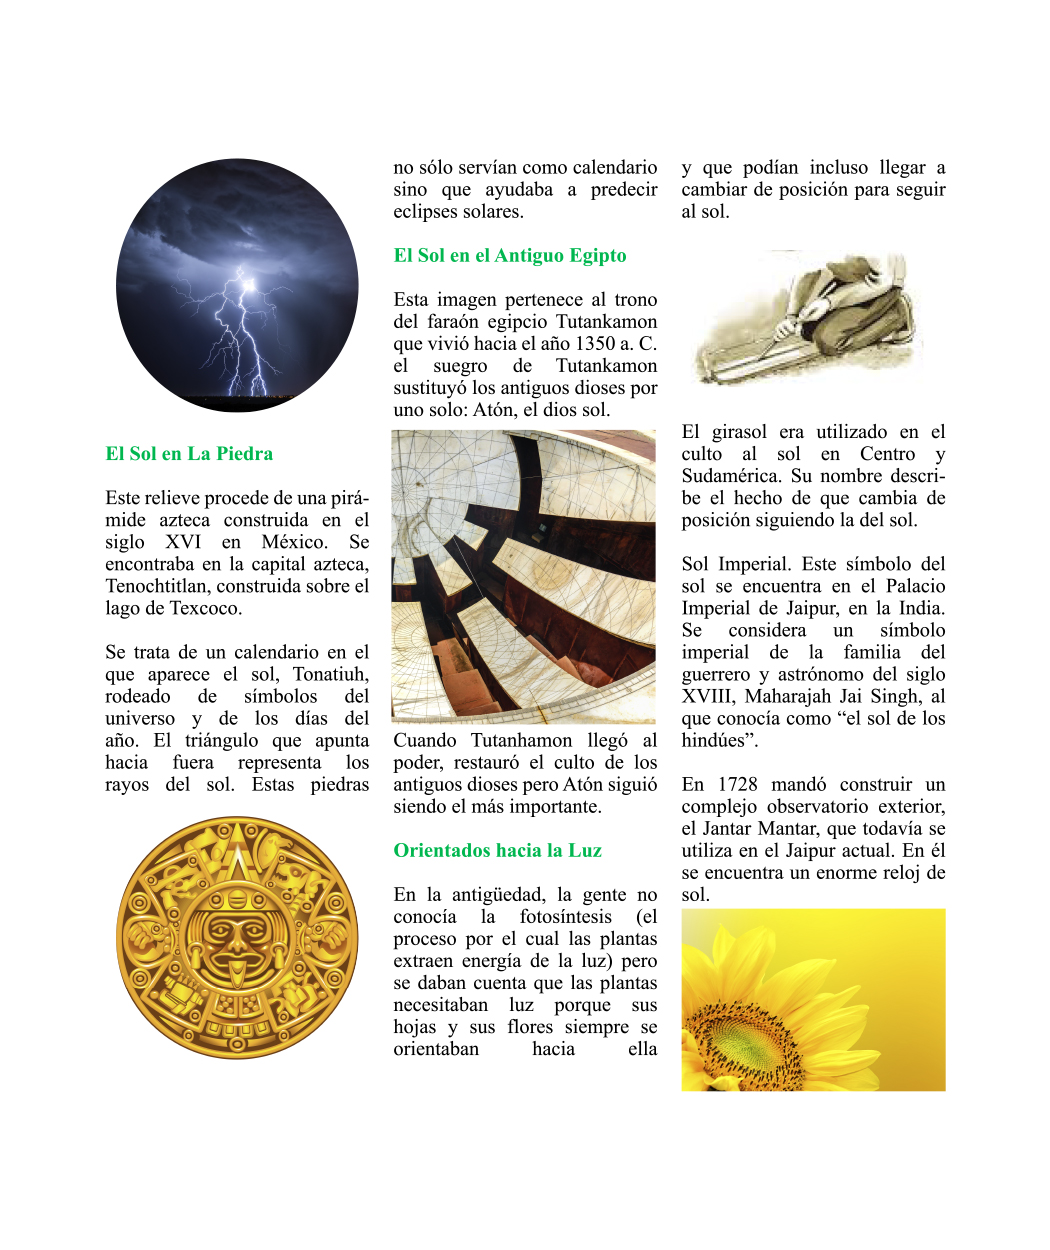 El Sol en La Piedra
Este relieve procede de una pirá-
mide azteca construida en el
siglo XVI en México. Se
encontraba en la capital azteca,
Tenochtitlan, construida sobre el
lago de Texcoco.
Se trata de un calendario en el
que aparece el sol, Tonatiuh,
rodeado de símbolos del
universo y de los días del
año. El triángulo que apunta
hacia fuera representa los
rayos del sol. Estas piedras
no sólo servían como calendario
sino que ayudaba a predecir
eclipses solares.
El Sol en el Antiguo Egipto
Esta imagen pertenece al trono
del faraón egipcio Tutankamon
que vivió hacia el año 1350 a. C.
el suegro de Tutankamon
sustituyó los antiguos dioses por
uno solo: Atón, el dios sol.
Cuando Tutanhamon llegó al
poder, restauró el culto de los
antiguos dioses pero Atón siguió
siendo el más importante.
Orientados hacia la Luz
En la antigüedad, la gente no
conocía la fotosíntesis (el
proceso por el cual las plantas
extraen energía de la luz) pero
se daban cuenta que las plantas
necesitaban luz porque sus
hojas y sus flores siempre se
orientaban hacia ella
y que podían incluso llegar a
cambiar de posición para seguir
al sol.
El girasol era utilizado en el
culto al sol en Centro y
Sudamérica. Su nombre descri-
be el hecho de que cambia de
posición siguiendo la del sol.
Sol Imperial. Este símbolo del
sol se encuentra en el Palacio
Imperial de Jaipur, en la India.
Se considera un símbolo
imperial de la familia del
guerrero y astrónomo del siglo
XVIII, Maharajah Jai Singh, al
que conocía como “el sol de los
hindúes”.
En 1728 mandó construir un
complejo observatorio exterior,
el Jantar Mantar, que todavía se
utiliza en el Jaipur actual. En él
se encuentra un enorme reloj de
sol.